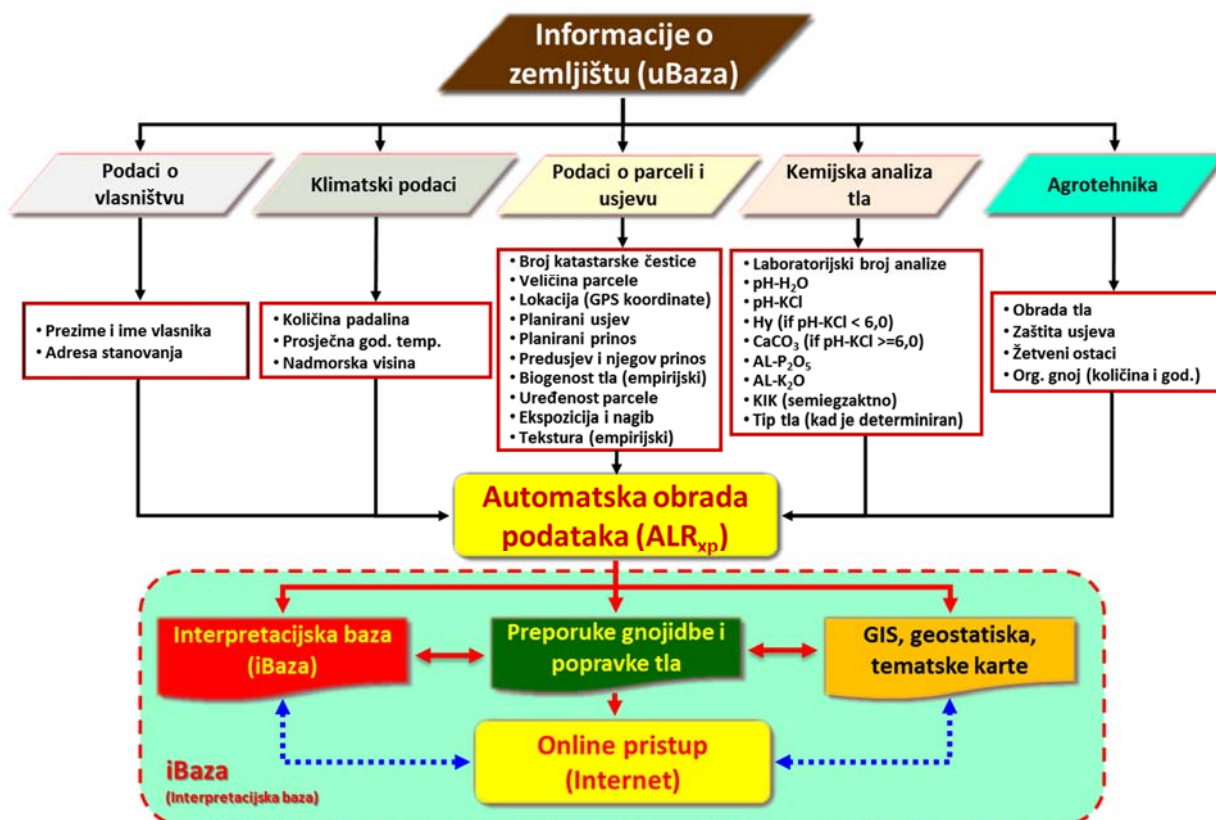 Informacije o
zemljištu (uBaza)
Podaci o
vlasništvu
Klimatski podaci
Podaci o parceli i
usjevu
Kemijska analiza
tla
Agrotehnika
• Prezime i ime vlasnika
• Adresa stanovanja
• Količina padalina
• Prosječna god. temp.
• Nadmorska visina
• Broj katastarske čestice
• Veličina parcele
• Lokacija (GPS koordinate)
• Planirani usjev
• Planirani prinos
• Predusjev i njegov prinos
• Biogenost tla (empirijski)
• Uređenost parcele
• Ekspozicija i nagib
• Tekstura (empirijski)
• Laboratorijski broj analize
• pH-H₂O
• pH-KCl
• Hy (if pH-KCl < 6,0)
• CaCO₃ (if pH-KCl >=6,0)
• AL-P₂O₅
• AL-K₂O
• KIK (semiegzaktno)
• Tip tla (kad je determiniran)
• Obrada tla
• Zaštita usjeva
• Žetveni ostaci
• Org. gnoj (količina i god.)
Automatska obrada
podataka (ALRxp)
Interpretacijska baza
(iBaza)
Preporuke gnojidbe i
popravke tla
GIS, geostatiska,
tematske karte
Online pristup
(Internet)
iBaza
(Interpretacijska baza)